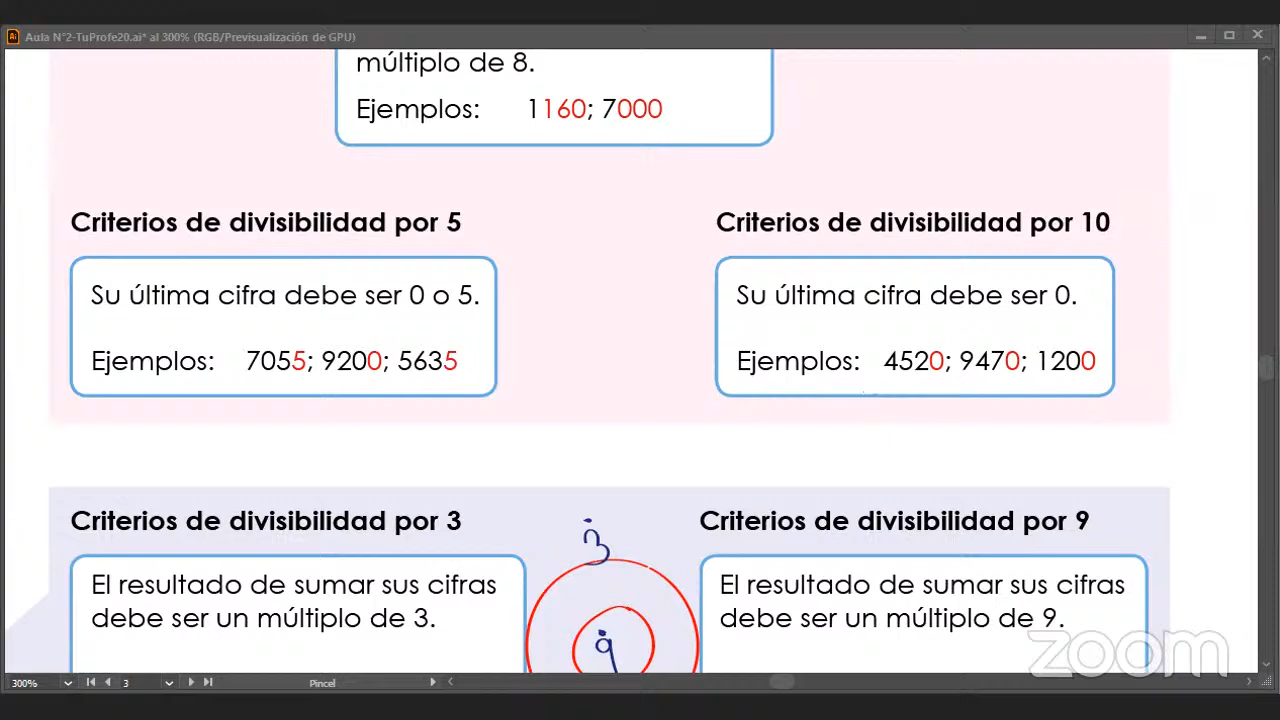 Aula N°2-TuProfe20.ai* al 300% (RGB/Previsualización de GPU)
múltiplo de 8.
Ejemplos: 1160; 7000
Criterios de divisibilidad por 5
Su última cifra debe ser 0 o 5.
Ejemplos: 7055; 9200; 5635
Criterios de divisibilidad por 10
Su última cifra debe ser 0.
Ejemplos: 4520; 9470; 1200
Criterios de divisibilidad por 3
El resultado de sumar sus cifras
debe ser un múltiplo de 3.
3̇
9̇
Criterios de divisibilidad por 9
El resultado de sumar sus cifras
debe ser un múltiplo de 9.
zoom
300% 3 Pincel